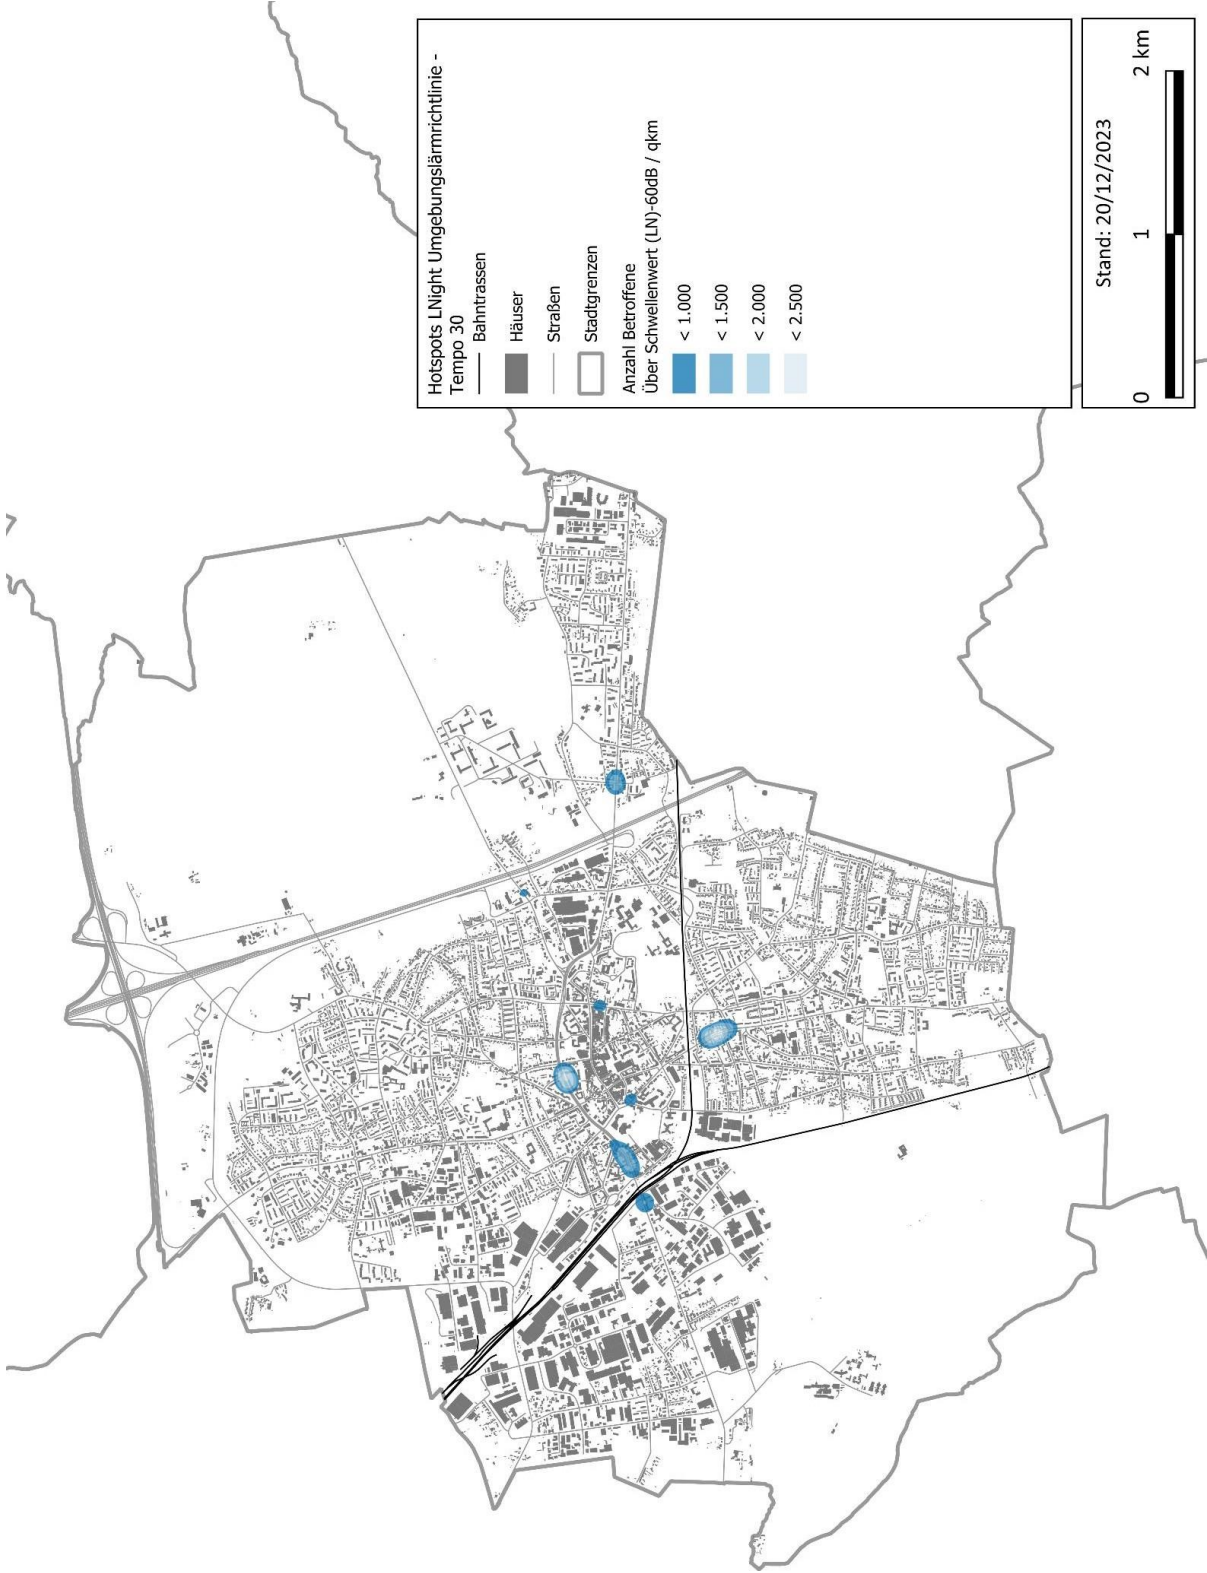 Hotspots LNight Umgebungslärmrichtlinie -
Tempo 30
Bahntrassen
Häuser
Straßen
Stadtgrenzen
Anzahl Betroffene
Über Schwellenwert (LN)-60dB / qkm
< 1.000
< 1.500
< 2.000
< 2.500
Stand: 20/12/2023
0 1 2 km